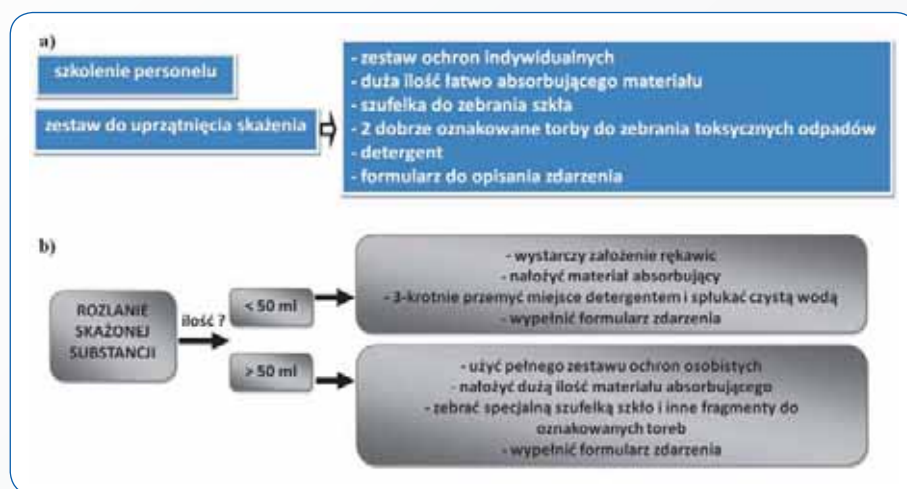 a)
szkolenie personelu
zestaw do uprzątnięcia skażenia
- zestaw ochron indywidualnych
- duża ilość łatwo absorbującego materiału
- szufelka do zebrania szkła
- 2 dobrze oznakowane torby do zebrania toksycznych odpadów
- detergent
- formularz do opisania zdarzenia
b)
ROZLANIE
SKAŻONEJ
SUBSTANCJI
ilość ?
< 50 ml
- wystarczy założenie rękawic
- nałożyć materiał absorbujący
- 3-krotnie przemyć miejsce detergentem i spłukać czystą wodą
- wypełnić formularz zdarzenia
> 50 ml
- użyć pełnego zestawu ochron osobistych
- nałożyć dużą ilość materiału absorbującego
- zebrać specjalną szufelką szkło i inne fragmenty do
oznakowanych toreb
- wypełnić formularz zdarzenia